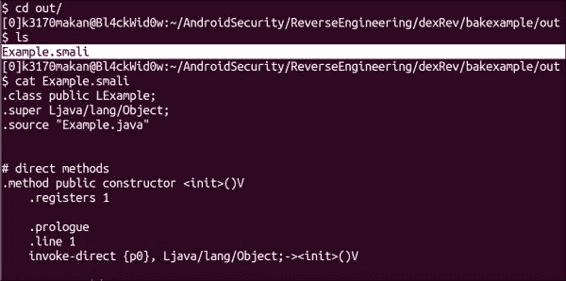 $ cd out/
[0]k3170makan@Bl4ckWid0w:~/AndroidSecurity/ReverseEngineering/dexRev/bakexample/out
$ ls
Example.smali
[0]k3170makan@Bl4ckWid0w:~/AndroidSecurity/ReverseEngineering/dexRev/bakexample/out
$ cat Example.smali
.class public LExample;
.super Ljava/lang/Object;
.source "Example.java"
# direct methods
.method public constructor <init>()V
.registers 1
.prologue
.line 1
invoke-direct {p0}, Ljava/lang/Object;-><init>()V